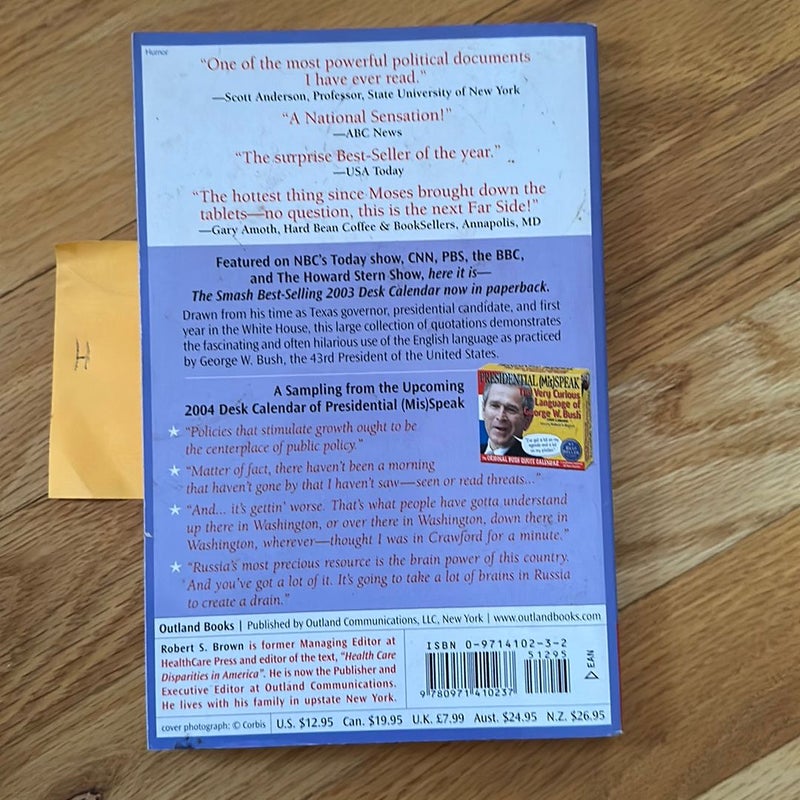 Humor
“One of the most powerful political documents
I have ever read.”
—Scott Anderson, Professor, State University of New York
“A National Sensation!”
—ABC News
“The surprise Best-Seller of the year.”
—USA Today
“The hottest thing since Moses brought down the
tablets—no question, this is the next Far Side!”
—Gary Amoth, Hard Bean Coffee & BookSellers, Annapolis, MD
Featured on NBC’s Today show, CNN, PBS, the BBC,
and The Howard Stern Show, here it is—
The Smash Best-Selling 2003 Desk Calendar now in paperback.
Drawn from his time as Texas governor, presidential candidate, and first
year in the White House, this large collection of quotations demonstrates
the fascinating and often hilarious use of the English language as practiced
by George W. Bush, the 43rd President of the United States.
A Sampling from the Upcoming
2004 Desk Calendar of Presidential (Mis)Speak
PRESIDENTIAL (Mis)SPEAK
The Very Curious
Language of
George W. Bush
ORIGINAL BUSH QUOTE CALENDAR
“Policies that stimulate growth ought to be
the centerplace of public policy.”
“Matter of fact, there haven’t been a morning
that haven’t gone by that I haven’t saw—seen or read threats...”
“And... it’s gettin’ worse. That’s what people have gotta understand
up there in Washington, or over there in Washington, down there in
Washington, wherever—thought I was in Crawford for a minute.”
“Russia’s most precious resource is the brain power of this country.
And you’ve got a lot of it. It’s going to take a lot of brains in Russia
to create a drain.”
Outland Books | Published by Outland Communications, LLC, New York | www.outlandbooks.com
Robert S. Brown is former Managing Editor at
HealthCare Press and editor of the text, “Health Care
Disparities in America”. He is now the Publisher and
Executive Editor at Outland Communications.
He lives with his family in upstate New York.
ISBN 0-9714102-3-2
51295
9 780971 410237
EAN
cover photograph: © Corbis
U.S. $12.95 Can. $19.95 U.K. £7.99 Aust. $24.95 N.Z. $26.95
H